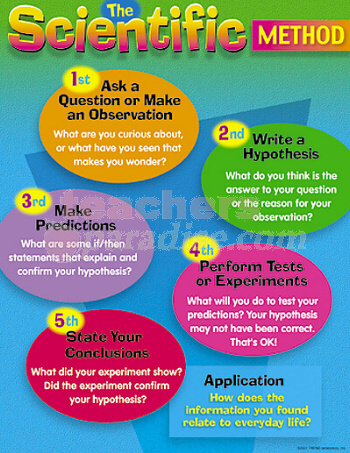 The
Scientific METHOD
1st
Ask a
Question or Make
an Observation
What are you curious about,
or what have you seen that
makes you wonder?
2nd
Write a
Hypothesis
What do you think is the
answer to your question
or the reason for your
observation?
3rd
Make
Predictions
What are some if/then
statements that explain and
confirm your hypothesis?
teachers
paradise.com
4th
Perform Tests
or Experiments
What will you do to test your
predictions? Your hypothesis
may not have been correct.
That's OK!
5th
State Your
Conclusions
What did your experiment show?
Did the experiment confirm
your hypothesis?
Application
How does the
information you found
relate to everyday life?